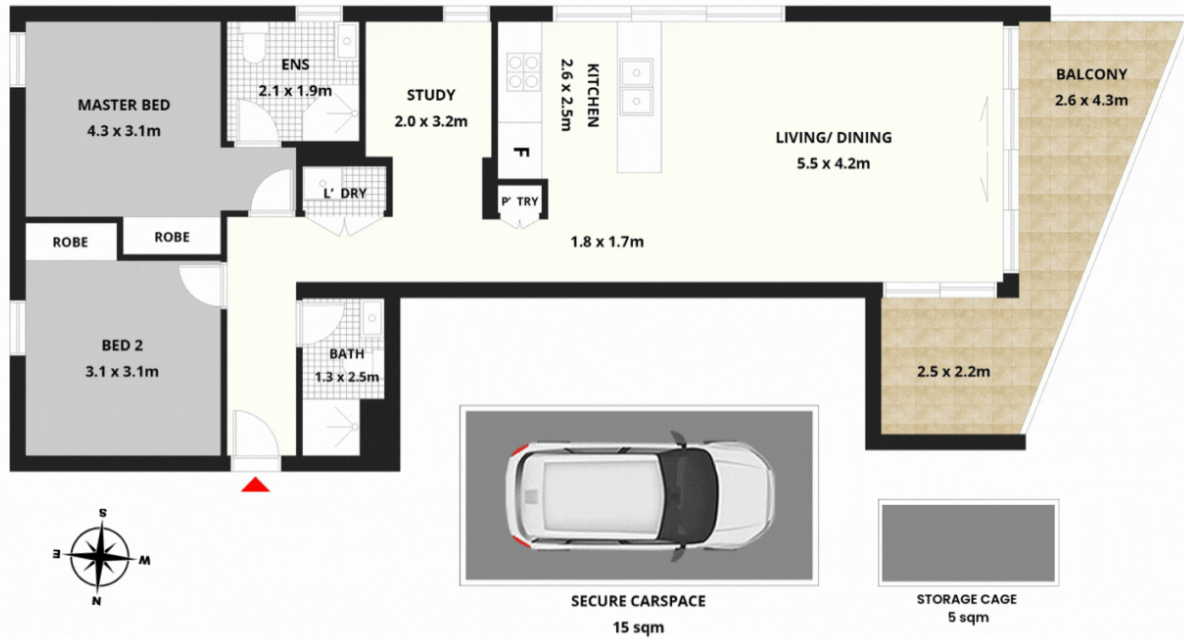 MASTER BED
4.3 x 3.1m
ENS
2.1 x 1.9m
STUDY
2.0 x 3.2m
KITCHEN
2.6 x 2.5m
F
LIVING/ DINING
5.5 x 4.2m
BALCONY
2.6 x 4.3m
L' DRY
P' TRY
1.8 x 1.7m
ROBE
ROBE
BED 2
3.1 x 3.1m
BATH
1.3 x 2.5m
2.5 x 2.2m
S
E
W
N
SECURE CARSPACE
15 sqm
STORAGE CAGE
5 sqm